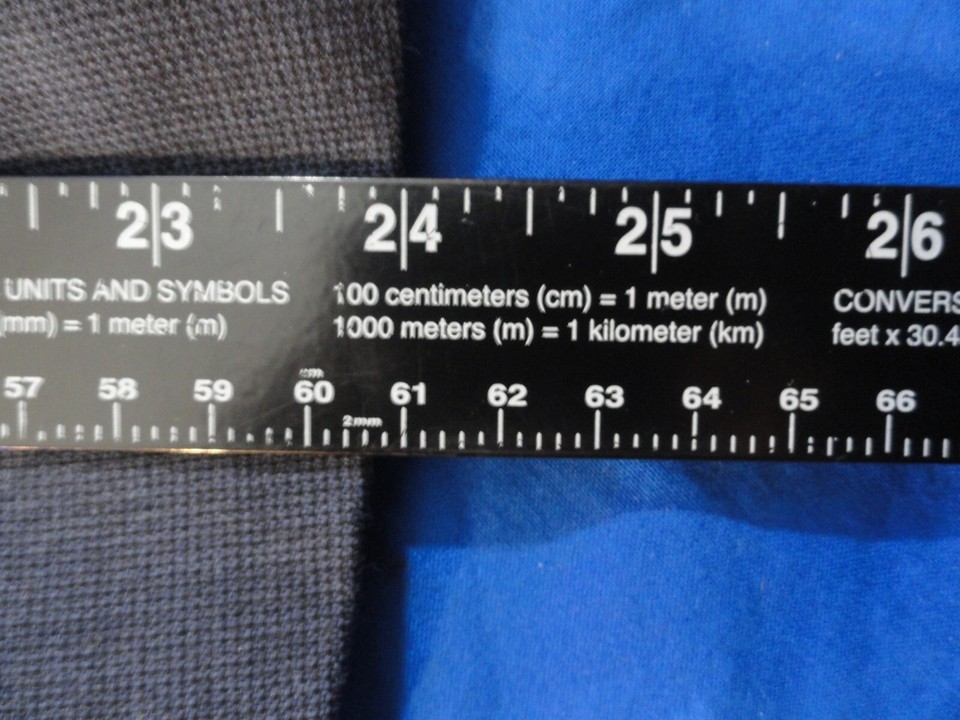 23 24 25 26
UNITS AND SYMBOLS 100 centimeters (cm) = 1 meter (m) CONVERS
(mm) = 1 meter (m) 1000 meters (m) = 1 kilometer (km) feet x 30.4
cm
57 58 59 60 61 62 63 64 65 66
2mm